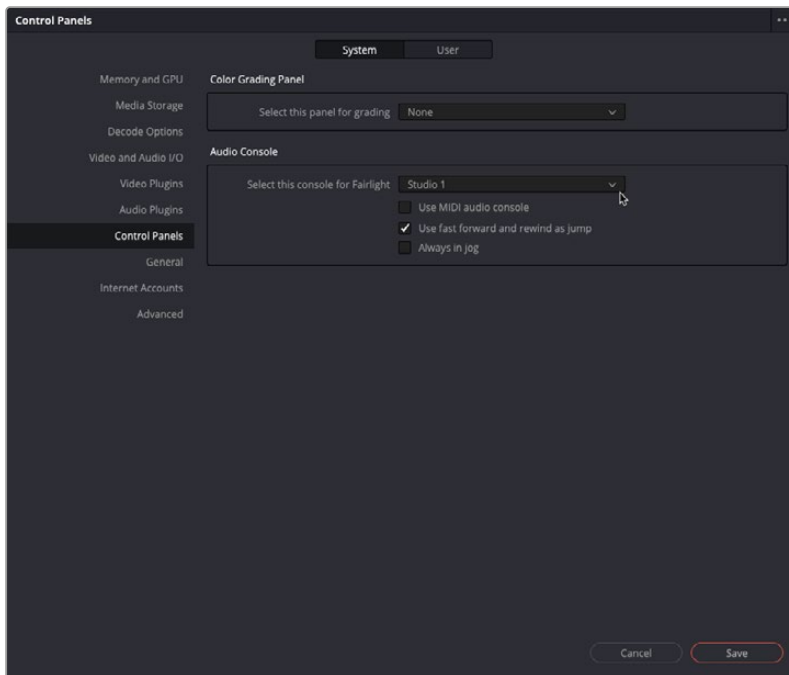 Control Panels
System User
Memory and GPU
Media Storage
Decode Options
Video and Audio I/O
Video Plugins
Audio Plugins
Control Panels
General
Internet Accounts
Advanced
Color Grading Panel
Select this panel for grading None
Audio Console
Select this console for Fairlight Studio 1
Use MIDI audio console
Use fast forward and rewind as jump
Always in jog
Cancel Save